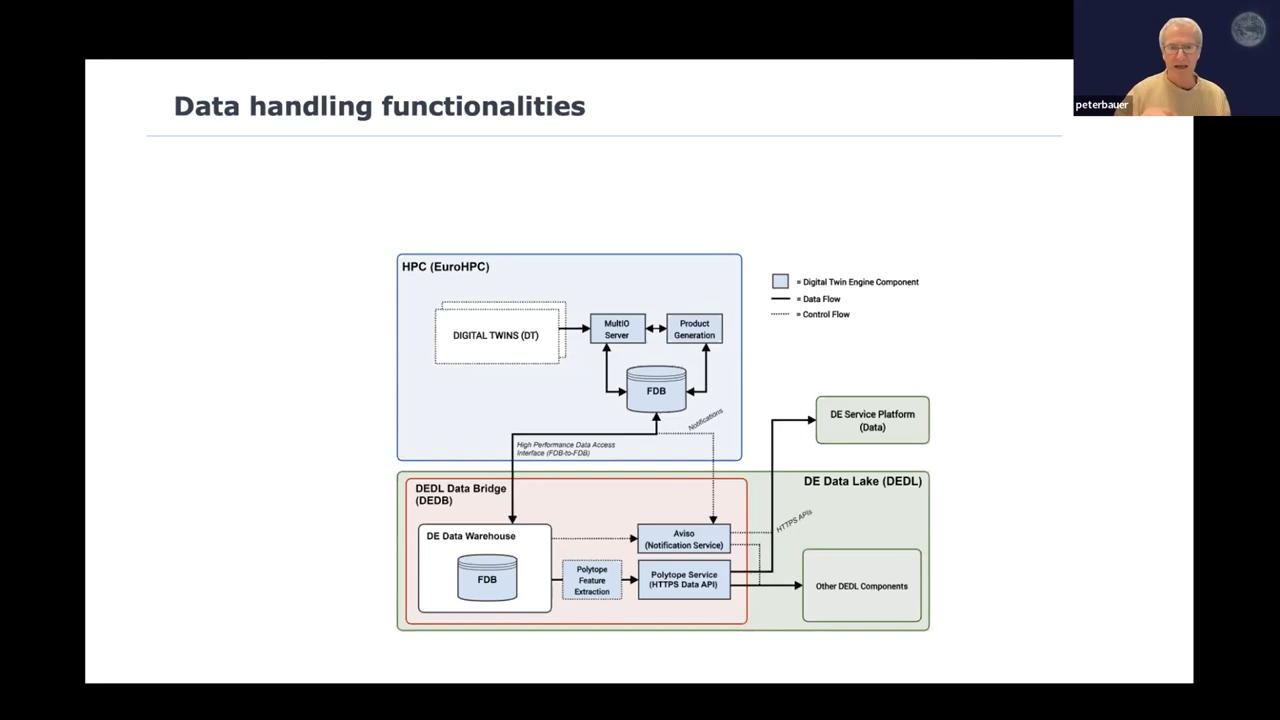 peterbauer
Data handling functionalities
HPC (EuroHPC)
DIGITAL TWINS (DT)
MultIO
Server
Product
Generation
FDB
Notifications
High Performance Data Access
Interface (FDB-to-FDB)
= Digital Twin Engine Component
= Data Flow
= Control Flow
DE Service Platform
(Data)
DE Data Lake (DEDL)
DEDL Data Bridge
(DEDB)
DE Data Warehouse
FDB
Aviso
(Notification Service)
HTTPS APIs
Polytope
Feature
Extraction
Polytope Service
(HTTPS Data API)
Other DEDL Components